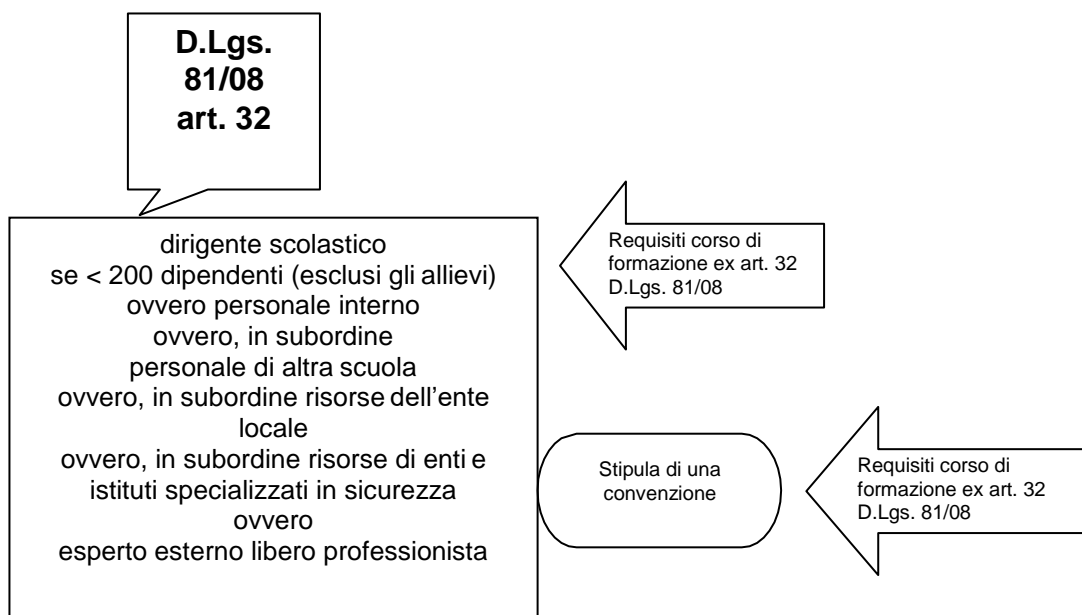 D.Lgs.
81/08
art. 32
dirigente scolastico
se < 200 dipendenti (esclusi gli allievi)
ovvero personale interno
ovvero, in subordine
personale di altra scuola
ovvero, in subordine risorse dell’ente
locale
ovvero, in subordine risorse di enti e
istituti specializzati in sicurezza
ovvero
esperto esterno libero professionista
Requisiti corso di
formazione ex art. 32
D.Lgs. 81/08
Stipula di una
convenzione
Requisiti corso di
formazione ex art. 32
D.Lgs. 81/08